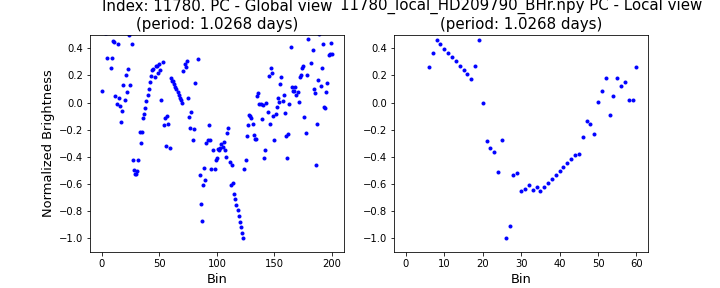 Index: 11780. PC - Global view
(period: 1.0268 days)
11780_local_HD209790_BHr.npy PC - Local view
(period: 1.0268 days)
Normalized Brightness
0.4
0.2
0.0
−0.2
−0.4
−0.6
−0.8
−1.0
0 50 100 150 200
Bin
0.4
0.2
0.0
−0.2
−0.4
−0.6
−0.8
−1.0
0 10 20 30 40 50 60
Bin